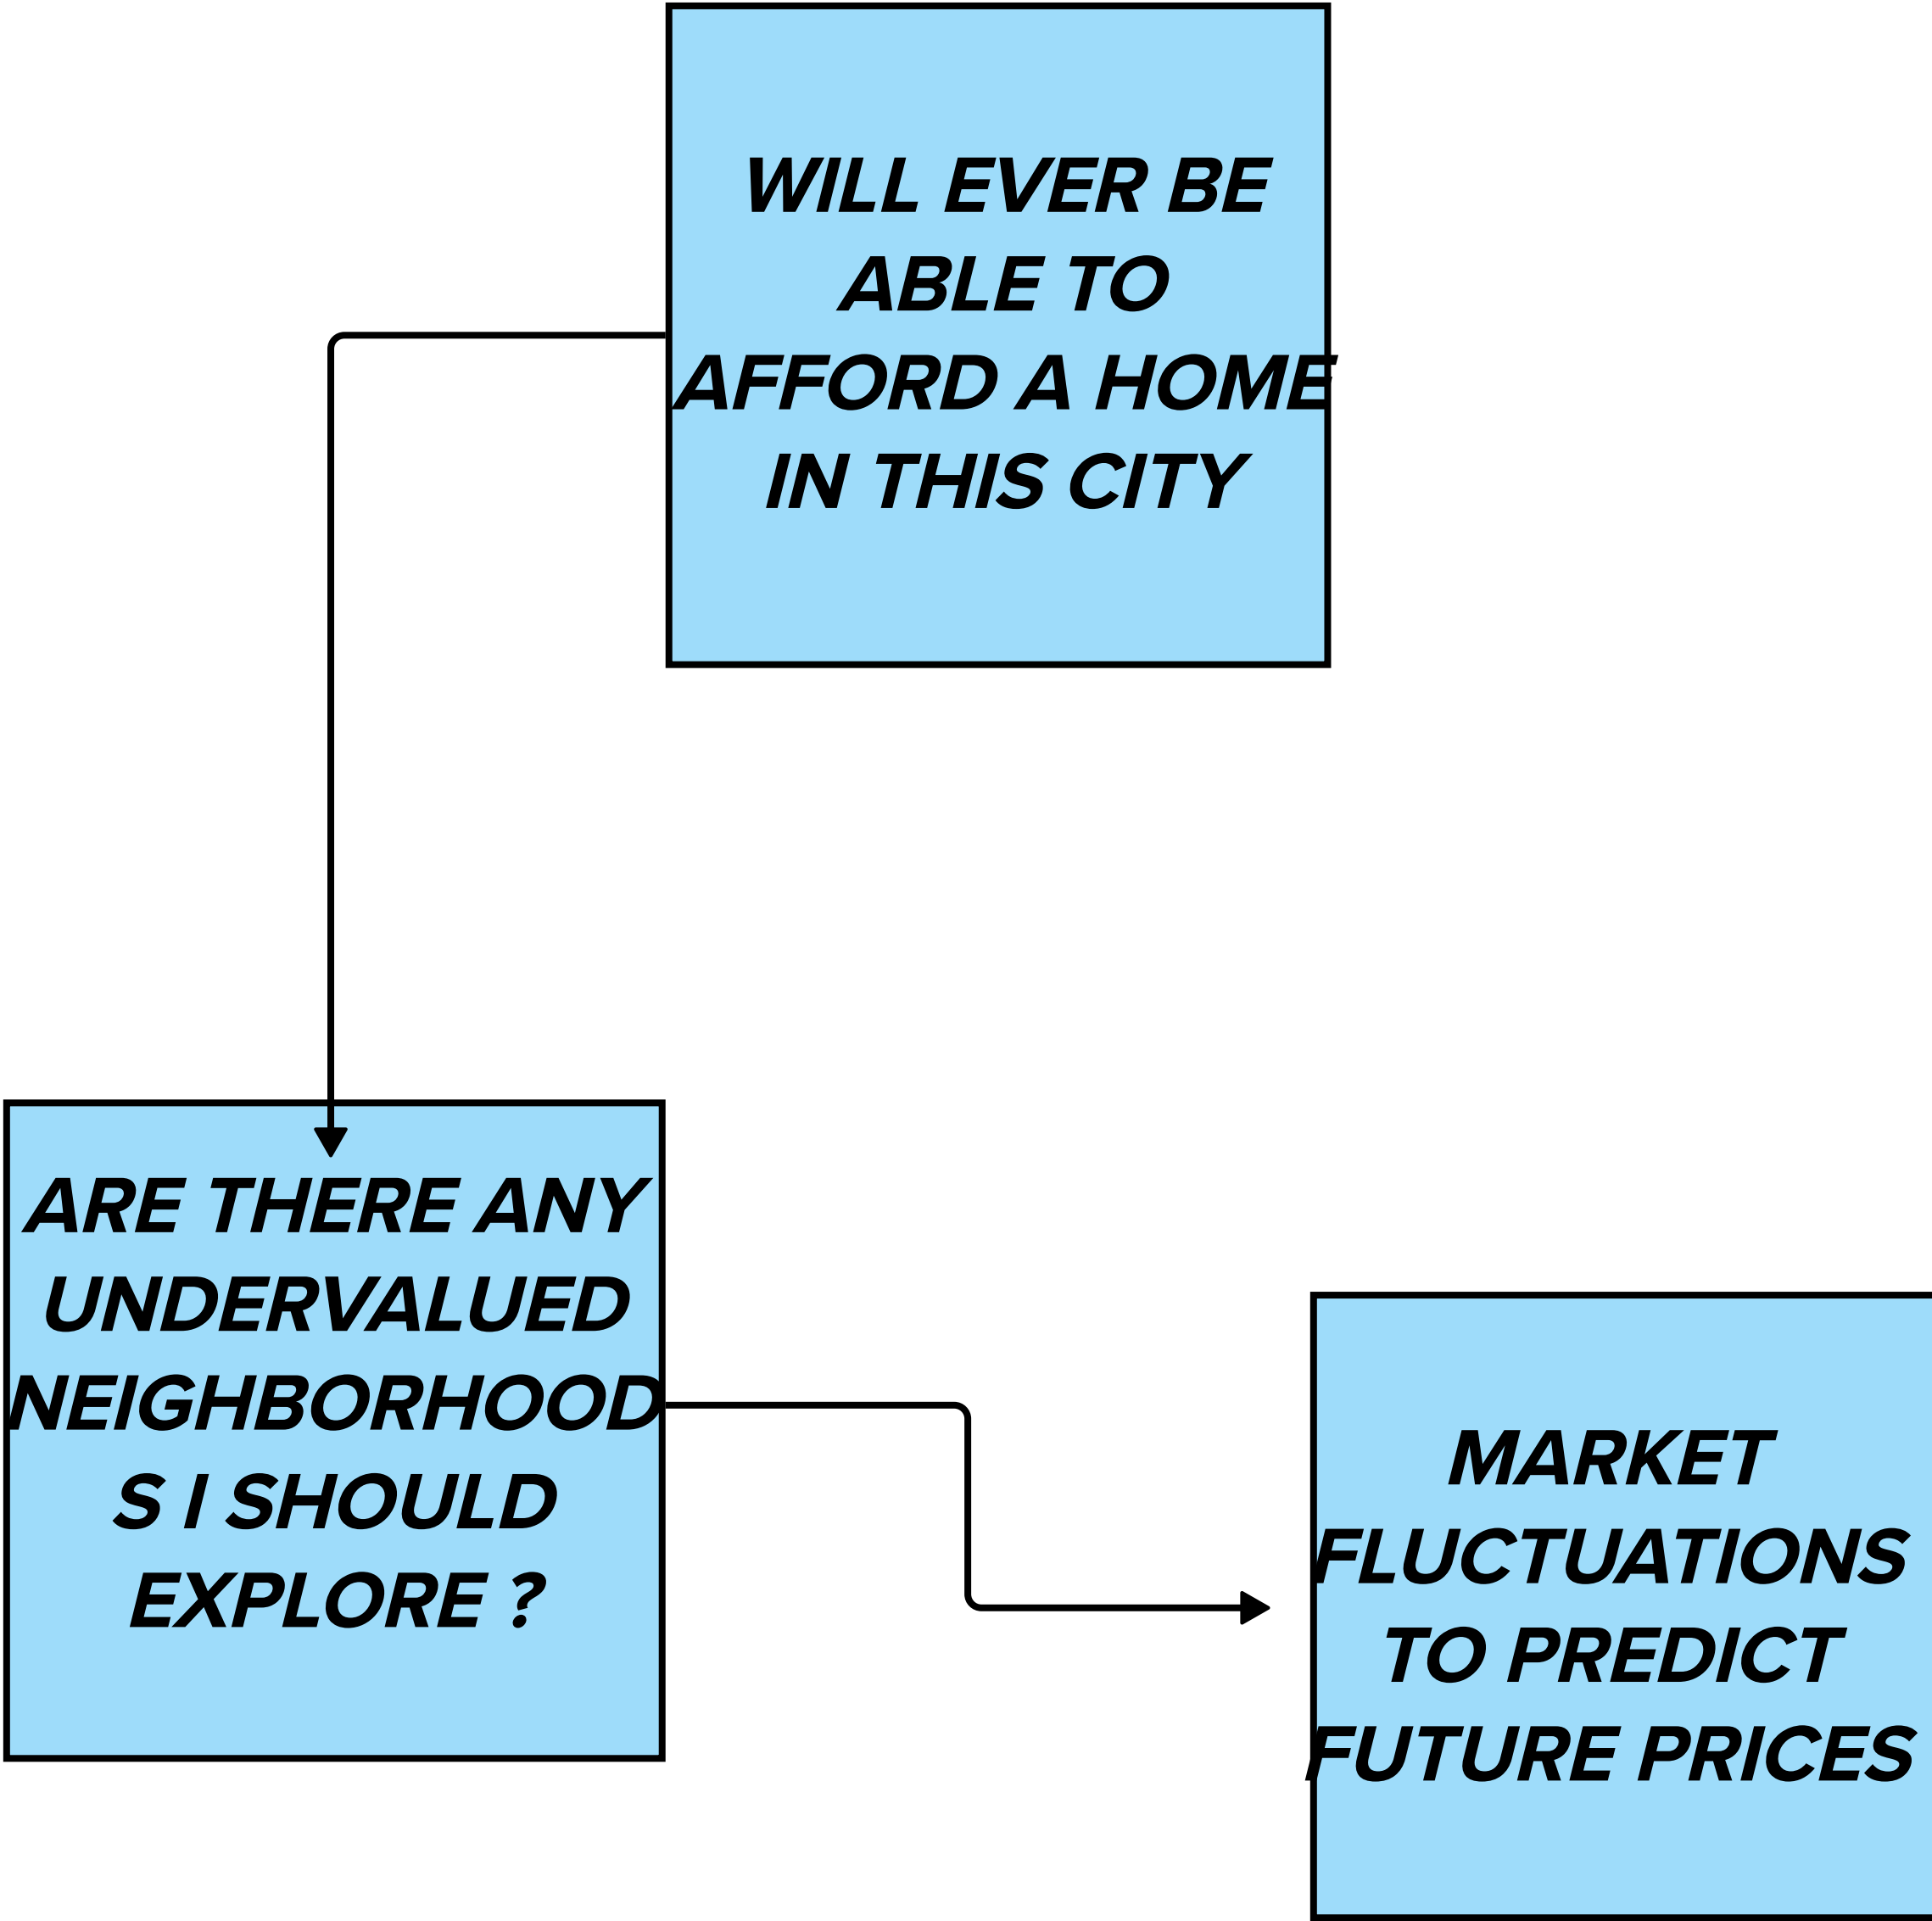 WILL EVER BE
ABLE TO
AFFORD A HOME
IN THIS CITY
ARE THERE ANY
UNDERVALUED
NEIGHBORHOOD
S I SHOULD
EXPLORE ?
MARKET
FLUCTUATIONS
TO PREDICT
FUTURE PRICES